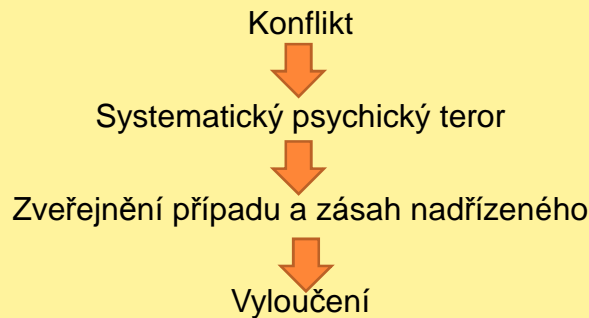 Konflikt
Systematický psychický teror
Zveřejnění případu a zásah nadřízeného
Vyloučení